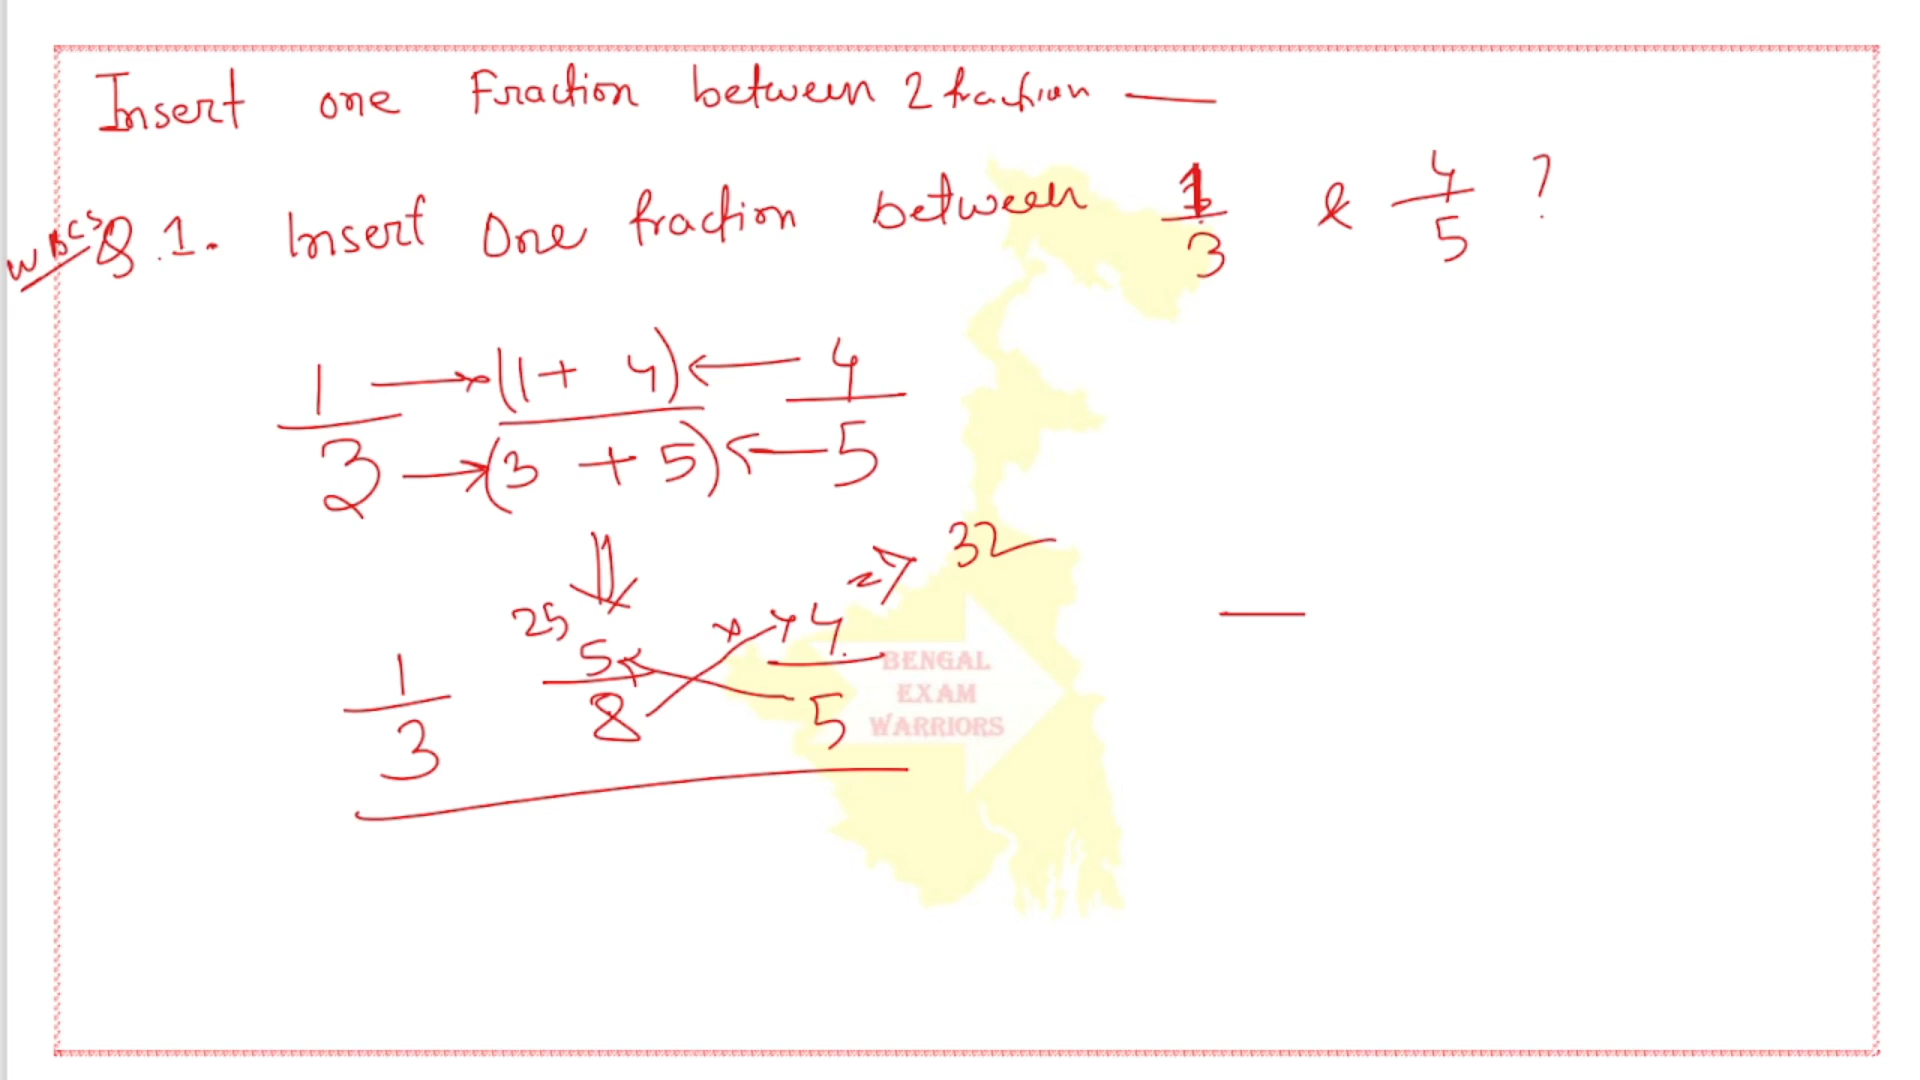 Insert one Fraction between 2 fraction —
WBCS Q.1. Insert One fraction between 1/3 & 4/5 ?
1/3 → (1 + 4)/(3 + 5) ← 4/5
⇓
=> 32
25
1/3 5/8 × 4/5
BENGAL
EXAM
WARRIORS